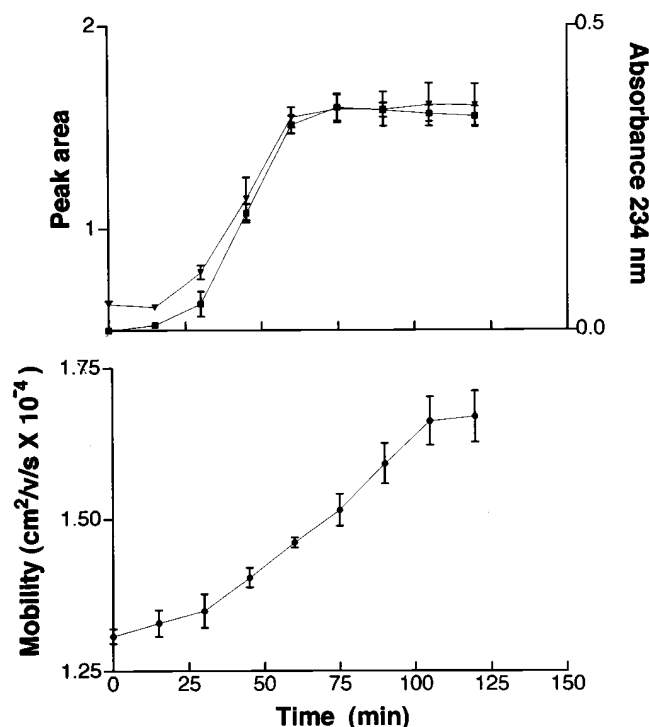 2
1
Peak area
0.5
0.0
Absorbance 234 nm
1.75
1.50
1.25
Mobility (cm²/v/s X 10⁻⁴)
0 25 50 75 100 125 150
Time (min)